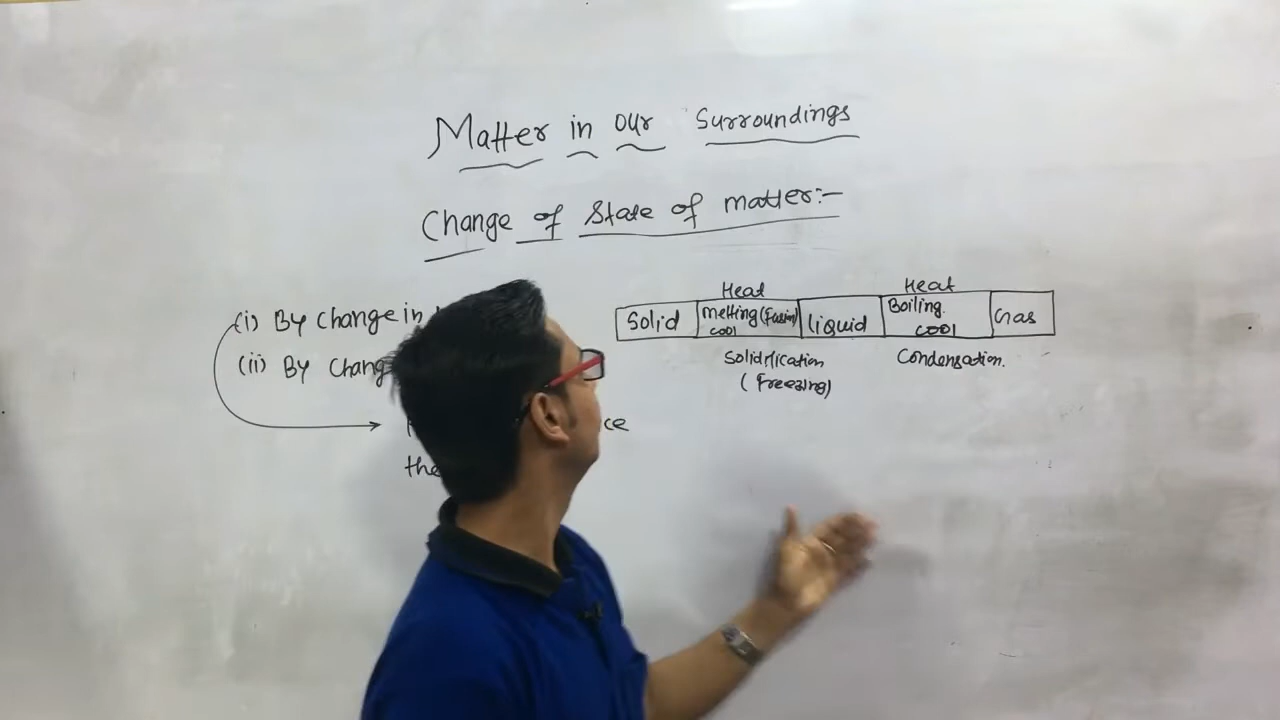 Matter in our Surroundings
Change of State of matter:-
(i) By Change in
(ii) By Chang
ce
the
Heat Heat
Solid melting (Fusion) liquid Boiling Gas
cool cool
Solidification Condensation.
(Freezing)